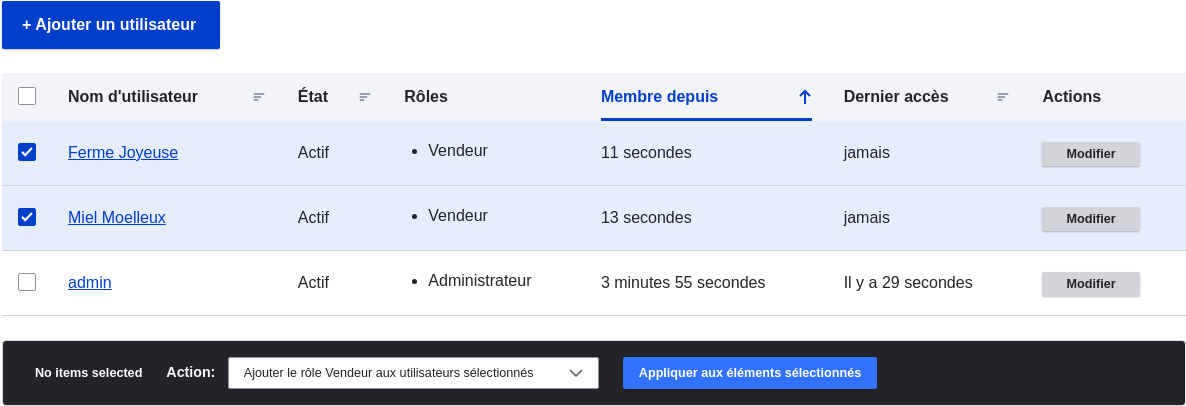 + Ajouter un utilisateur
Nom d'utilisateur État Rôles Membre depuis Dernier accès Actions
Ferme Joyeuse Actif • Vendeur 11 secondes jamais Modifier
Miel Moelleux Actif • Vendeur 13 secondes jamais Modifier
admin Actif • Administrateur 3 minutes 55 secondes Il y a 29 secondes Modifier
No items selected Action: Ajouter le rôle Vendeur aux utilisateurs sélectionnés Appliquer aux éléments sélectionnés